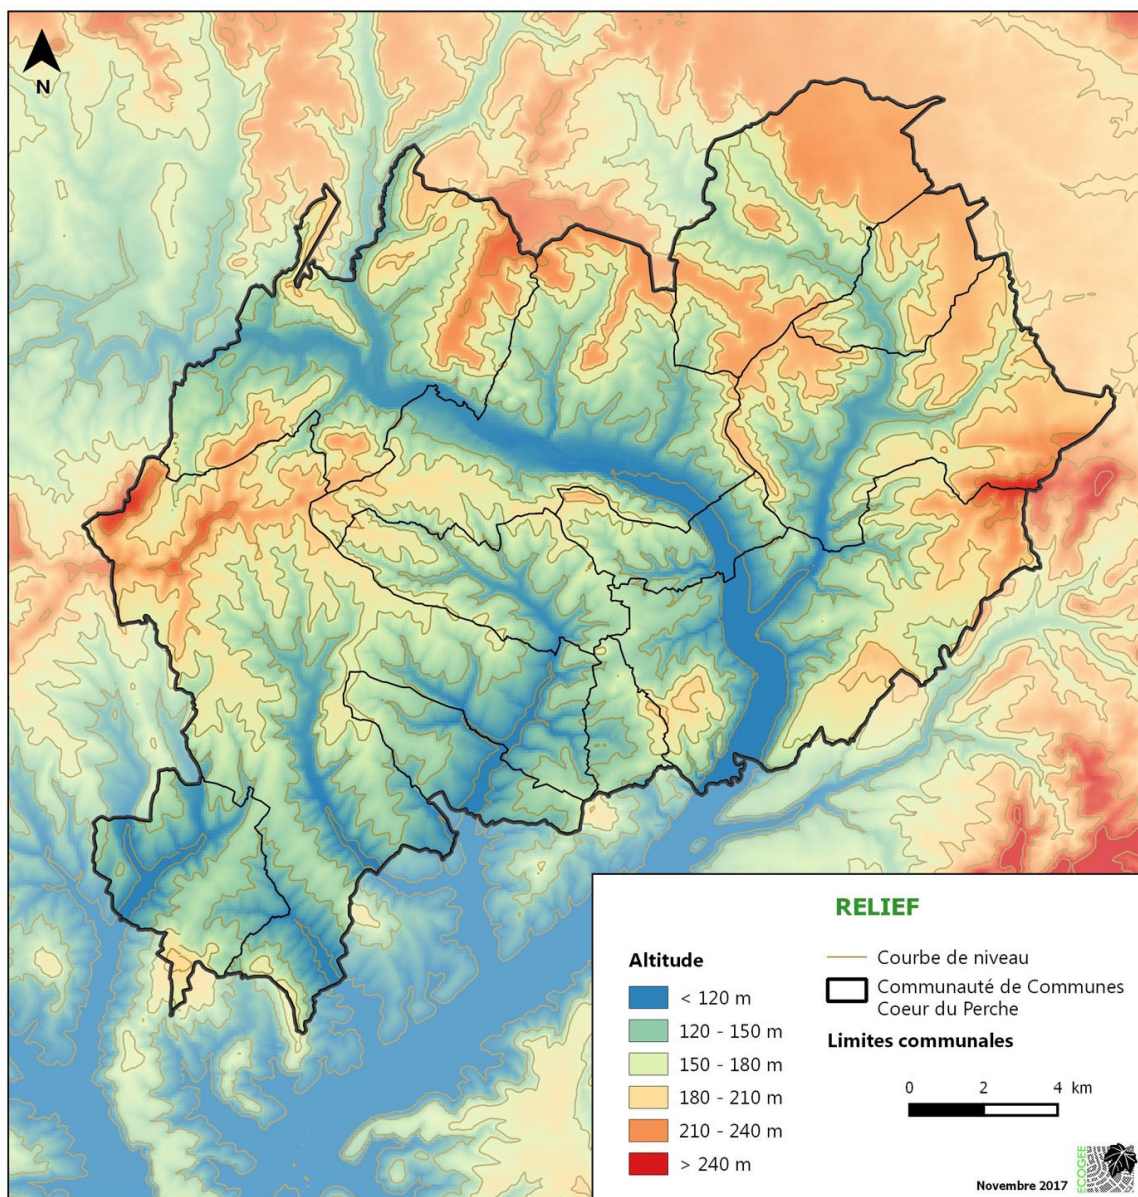 N
RELIEF
Altitude
< 120 m
120 - 150 m
150 - 180 m
180 - 210 m
210 - 240 m
> 240 m
Courbe de niveau
Communauté de Communes
Coeur du Perche
Limites communales
0 2 4 km
Novembre 2017
ECOGEE